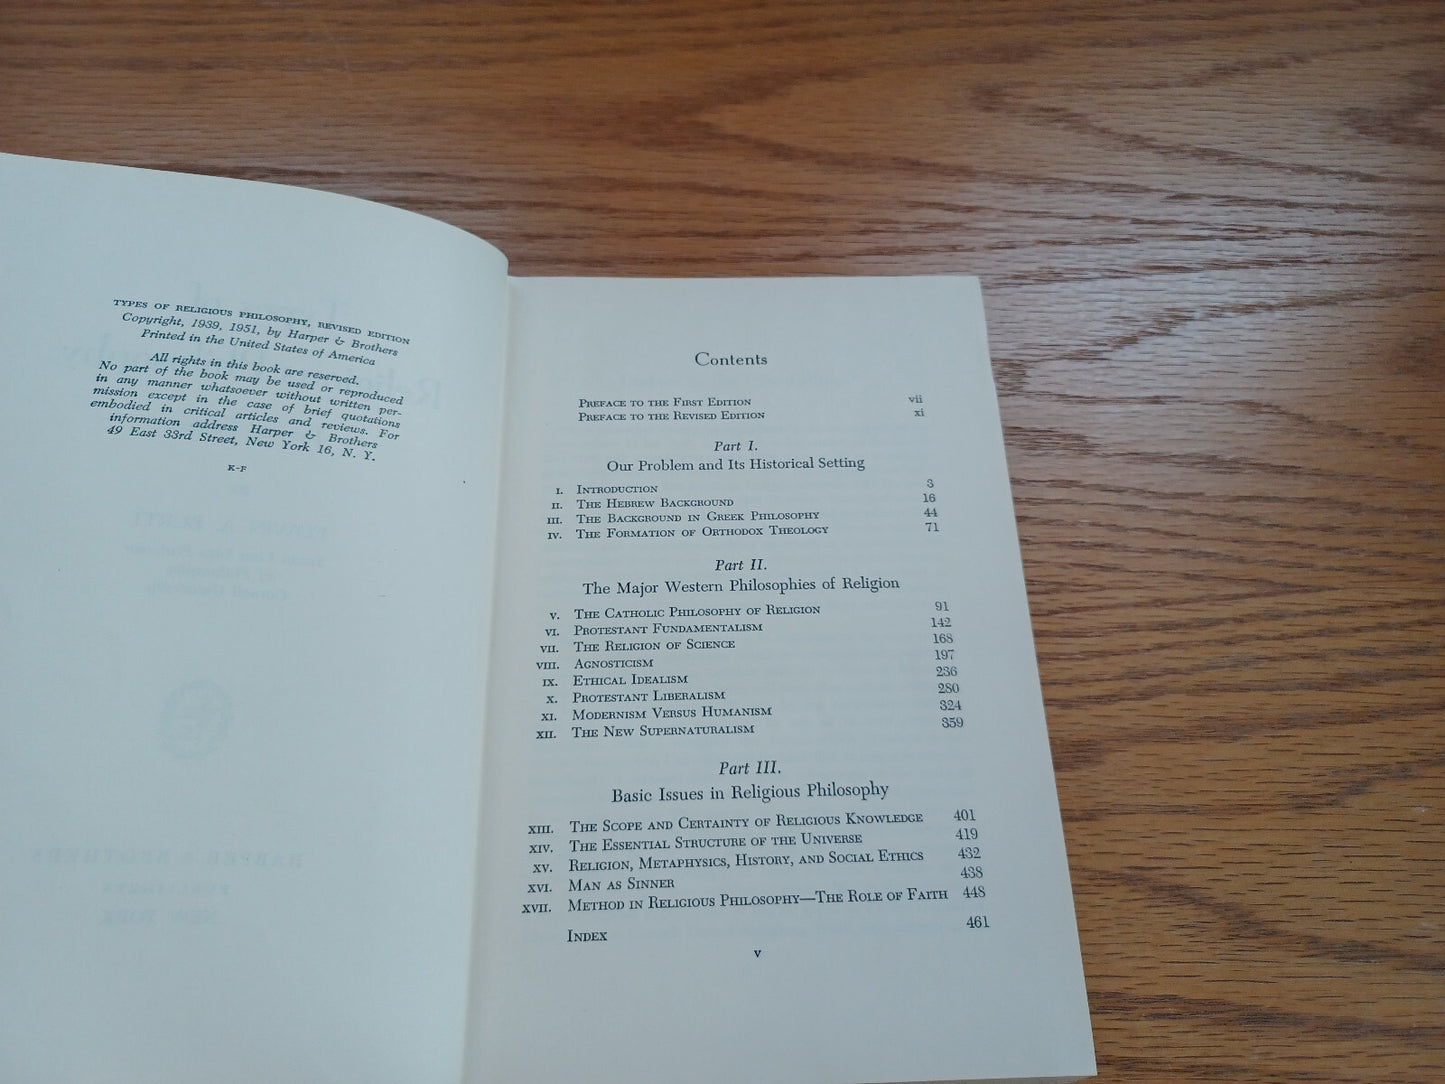 TYPES OF RELIGIOUS PHILOSOPHY, REVISED EDITION
Copyright, 1939, 1951, by Harper & Brothers
Printed in the United States of America
All rights in this book are reserved.
No part of the book may be used or reproduced
in any manner whatsoever without written per-
mission except in the case of brief quotations
embodied in critical articles and reviews. For
information address Harper & Brothers
49 East 33rd Street, New York 16, N. Y.
K-F
Contents
PREFACE TO THE FIRST EDITION vii
PREFACE TO THE REVISED EDITION xi
Part I.
Our Problem and Its Historical Setting
I. INTRODUCTION 3
II. THE HEBREW BACKGROUND 16
III. THE BACKGROUND IN GREEK PHILOSOPHY 44
IV. THE FORMATION OF ORTHODOX THEOLOGY 71
Part II.
The Major Western Philosophies of Religion
V. THE CATHOLIC PHILOSOPHY OF RELIGION 91
VI. PROTESTANT FUNDAMENTALISM 142
VII. THE RELIGION OF SCIENCE 168
VIII. AGNOSTICISM 197
IX. ETHICAL IDEALISM 236
X. PROTESTANT LIBERALISM 280
XI. MODERNISM VERSUS HUMANISM 324
XII. THE NEW SUPERNATURALISM 359
Part III.
Basic Issues in Religious Philosophy
XIII. THE SCOPE AND CERTAINTY OF RELIGIOUS KNOWLEDGE 401
XIV. THE ESSENTIAL STRUCTURE OF THE UNIVERSE 419
XV. RELIGION, METAPHYSICS, HISTORY, AND SOCIAL ETHICS 432
XVI. MAN AS SINNER 438
XVII. METHOD IN RELIGIOUS PHILOSOPHY—THE ROLE OF FAITH 448
INDEX 461
v